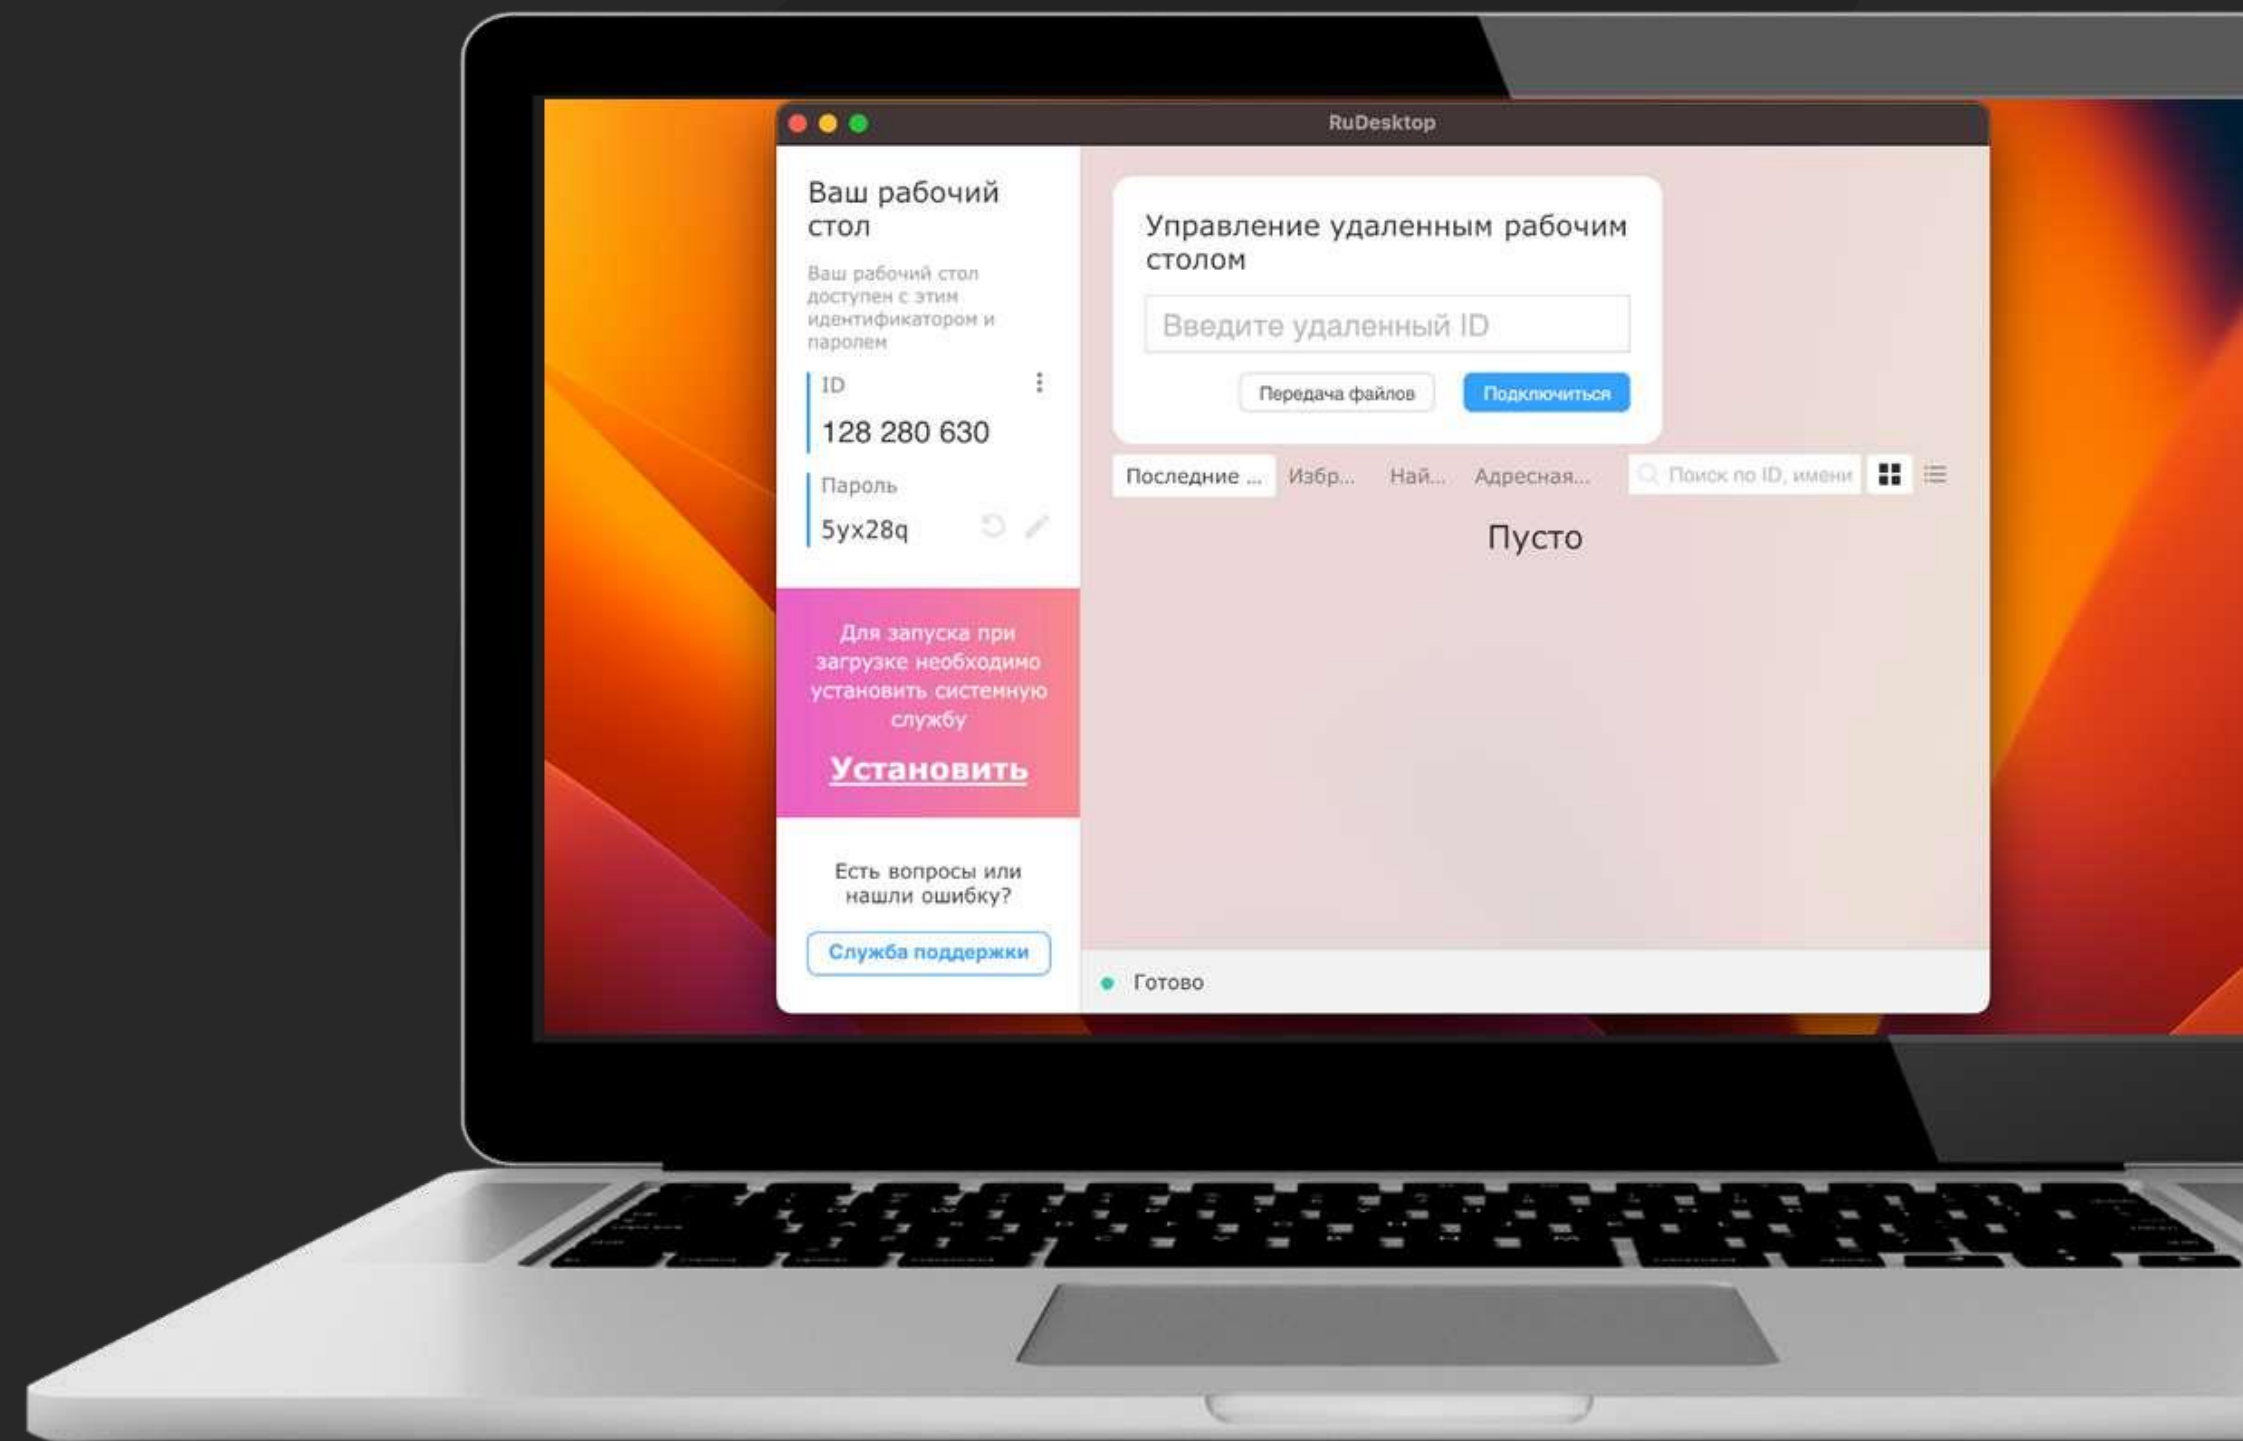 RuDesktop
Ваш рабочий
стол
Ваш рабочий стол
доступен с этим
идентификатором и
паролем
ID
128 280 630
Пароль
5yx28q
Для запуска при
загрузке необходимо
установить системную
службу
Установить
Есть вопросы или
нашли ошибку?
Служба поддержки
Управление удаленным рабочим
столом
Введите удаленный ID
Передача файлов
Подключиться
Последние ...
Избр...
Най...
Адресная...
Поиск по ID, имени
Пусто
Готово